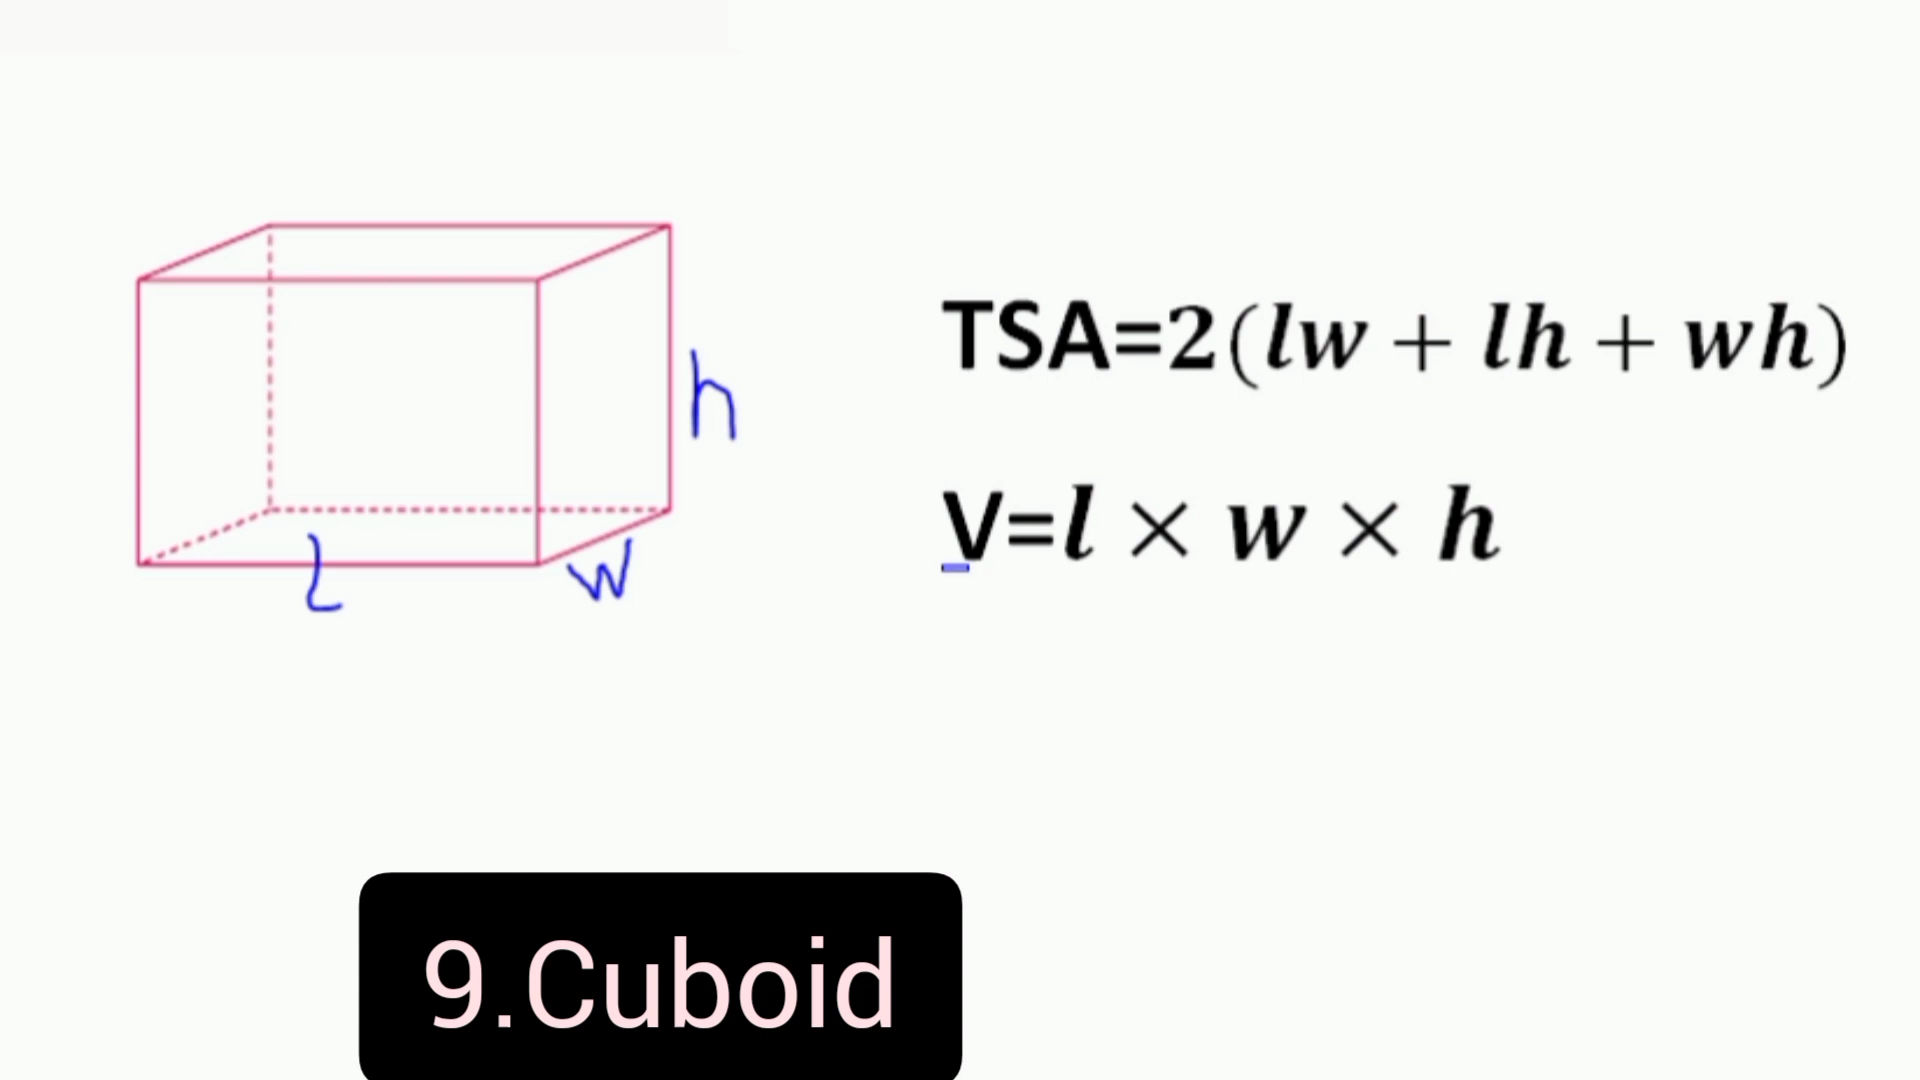 TSA=2(lw + lh + wh)
h
V=l × w × h
l
w
9.Cuboid